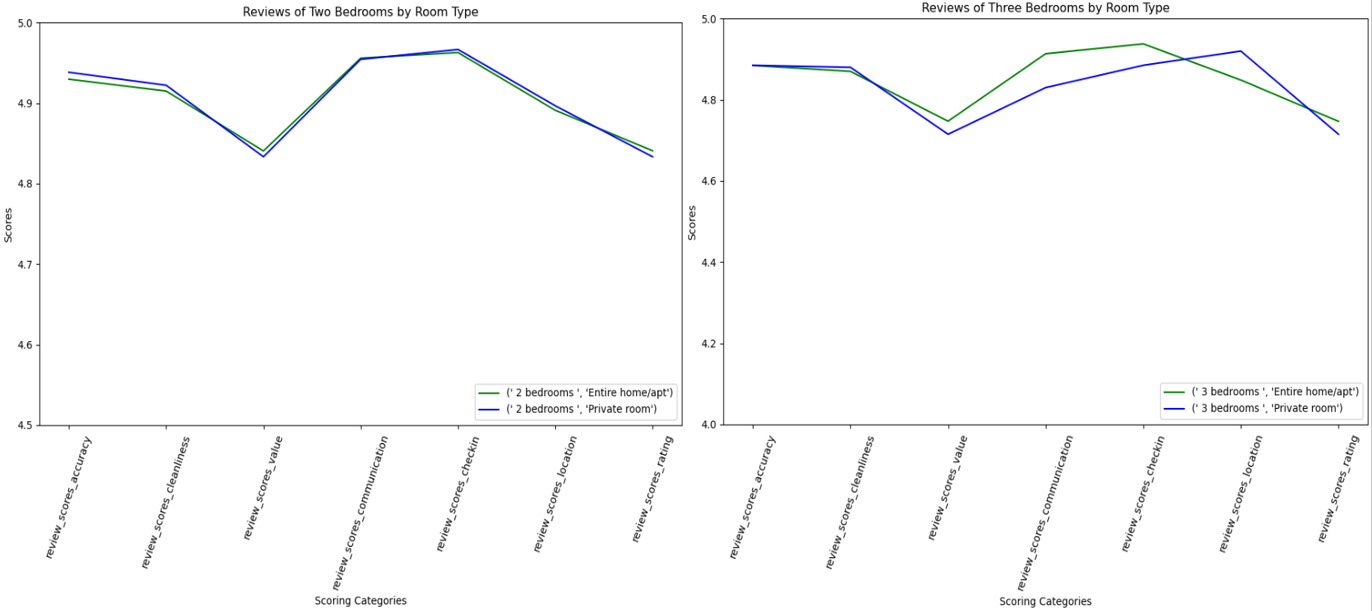 Reviews of Two Bedrooms by Room Type
5.0
4.9
4.8
4.7
4.6
4.5
Scores
(' 2 bedrooms ', 'Entire home/apt')
(' 2 bedrooms ', 'Private room')
review_scores_accuracy
review_scores_cleanliness
review_scores_value
review_scores_communication
review_scores_checkin
review_scores_location
review_scores_rating
Scoring Categories
Reviews of Three Bedrooms by Room Type
5.0
4.8
4.6
4.4
4.2
4.0
Scores
(' 3 bedrooms ', 'Entire home/apt')
(' 3 bedrooms ', 'Private room')
review_scores_accuracy
review_scores_cleanliness
review_scores_value
review_scores_communication
review_scores_checkin
review_scores_location
review_scores_rating
Scoring Categories